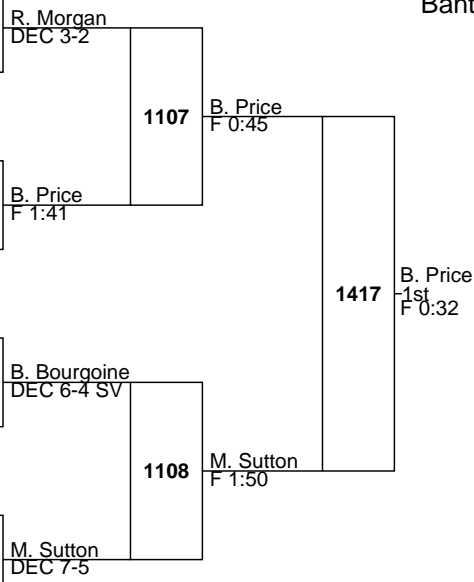 Bant
R. Morgan
DEC 3-2
1107
B. Price
F 0:45
B. Price
F 1:41
1417
B. Price
1st
F 0:32
B. Bourgoine
DEC 6-4 SV
1108
M. Sutton
F 1:50
M. Sutton
DEC 7-5